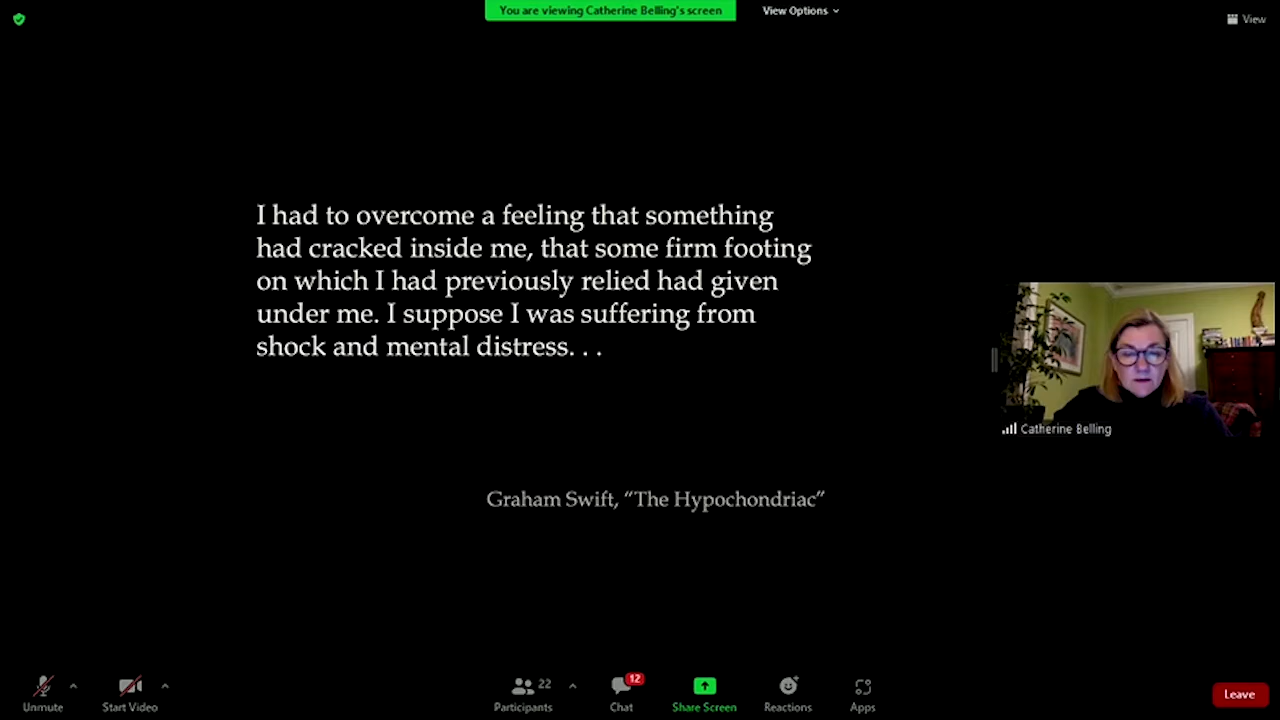 You are viewing Catherine Belling's screen
View Options
View
I had to overcome a feeling that something
had cracked inside me, that some firm footing
on which I had previously relied had given
under me. I suppose I was suffering from
shock and mental distress. . .
Catherine Belling
Graham Swift, “The Hypochondriac”
Unmute
Start Video
22
Participants
12
Chat
Share Screen
Reactions
Apps
Leave